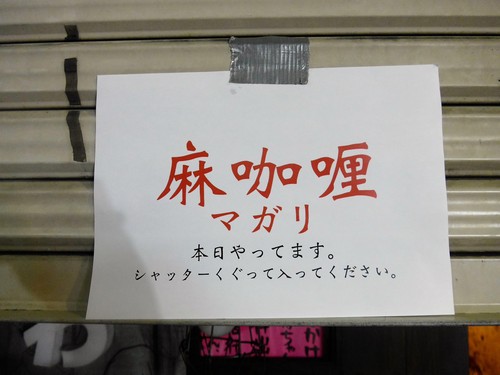 麻咖喱
マガリ
本日やってます。
シャッターくぐって入ってください。